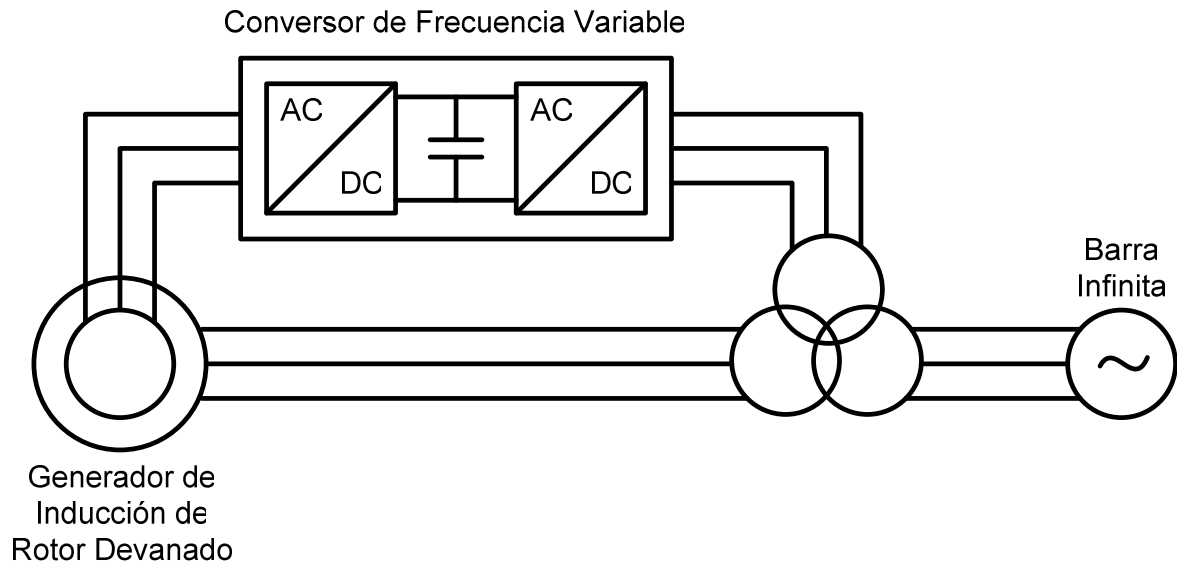 Conversor de Frecuencia Variable
AC
DC
AC
DC
Barra
Infinita
Generador de
Inducción de
Rotor Devanado